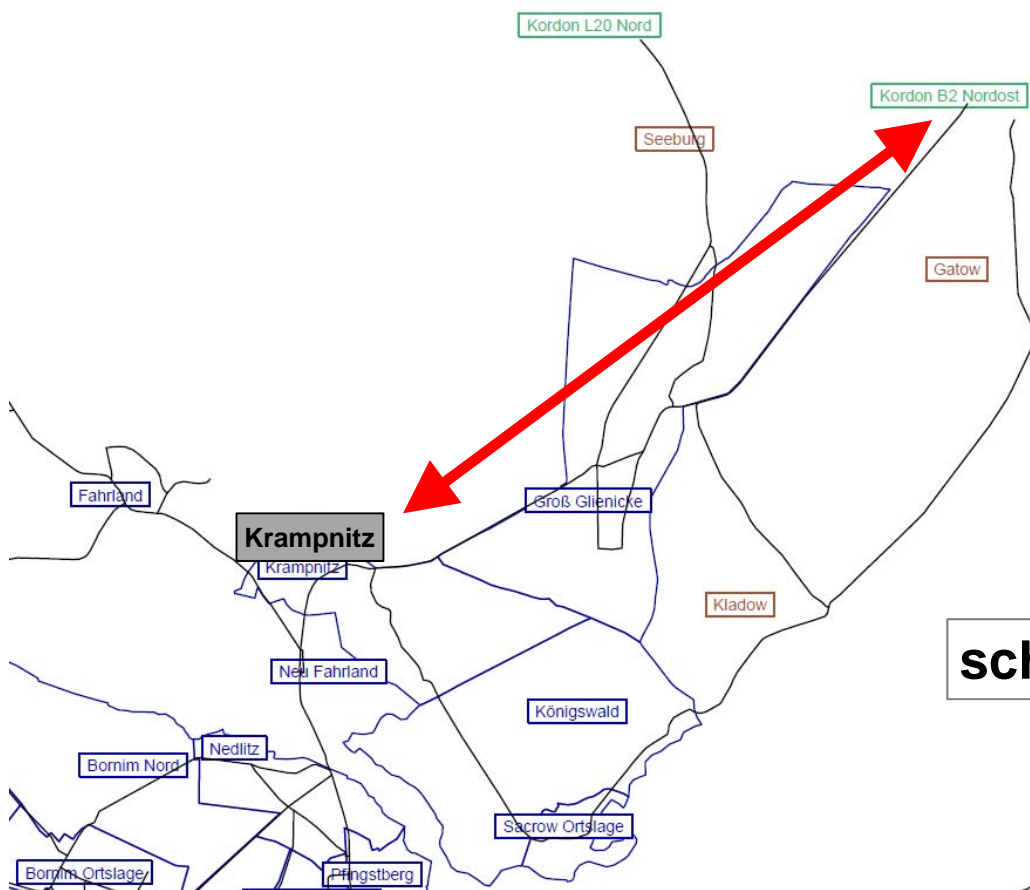 Kordon L20 Nord
Kordon B2 Nordost
Seeburg
Gatow
Fahrland
Groß Glienicke
Krampnitz
Krampnitz
Kladow
sch
Neu Fahrland
Königswald
Nedlitz
Bornim Nord
Sacrow Ortslage
Bornim Ortslage
Pfingstberg